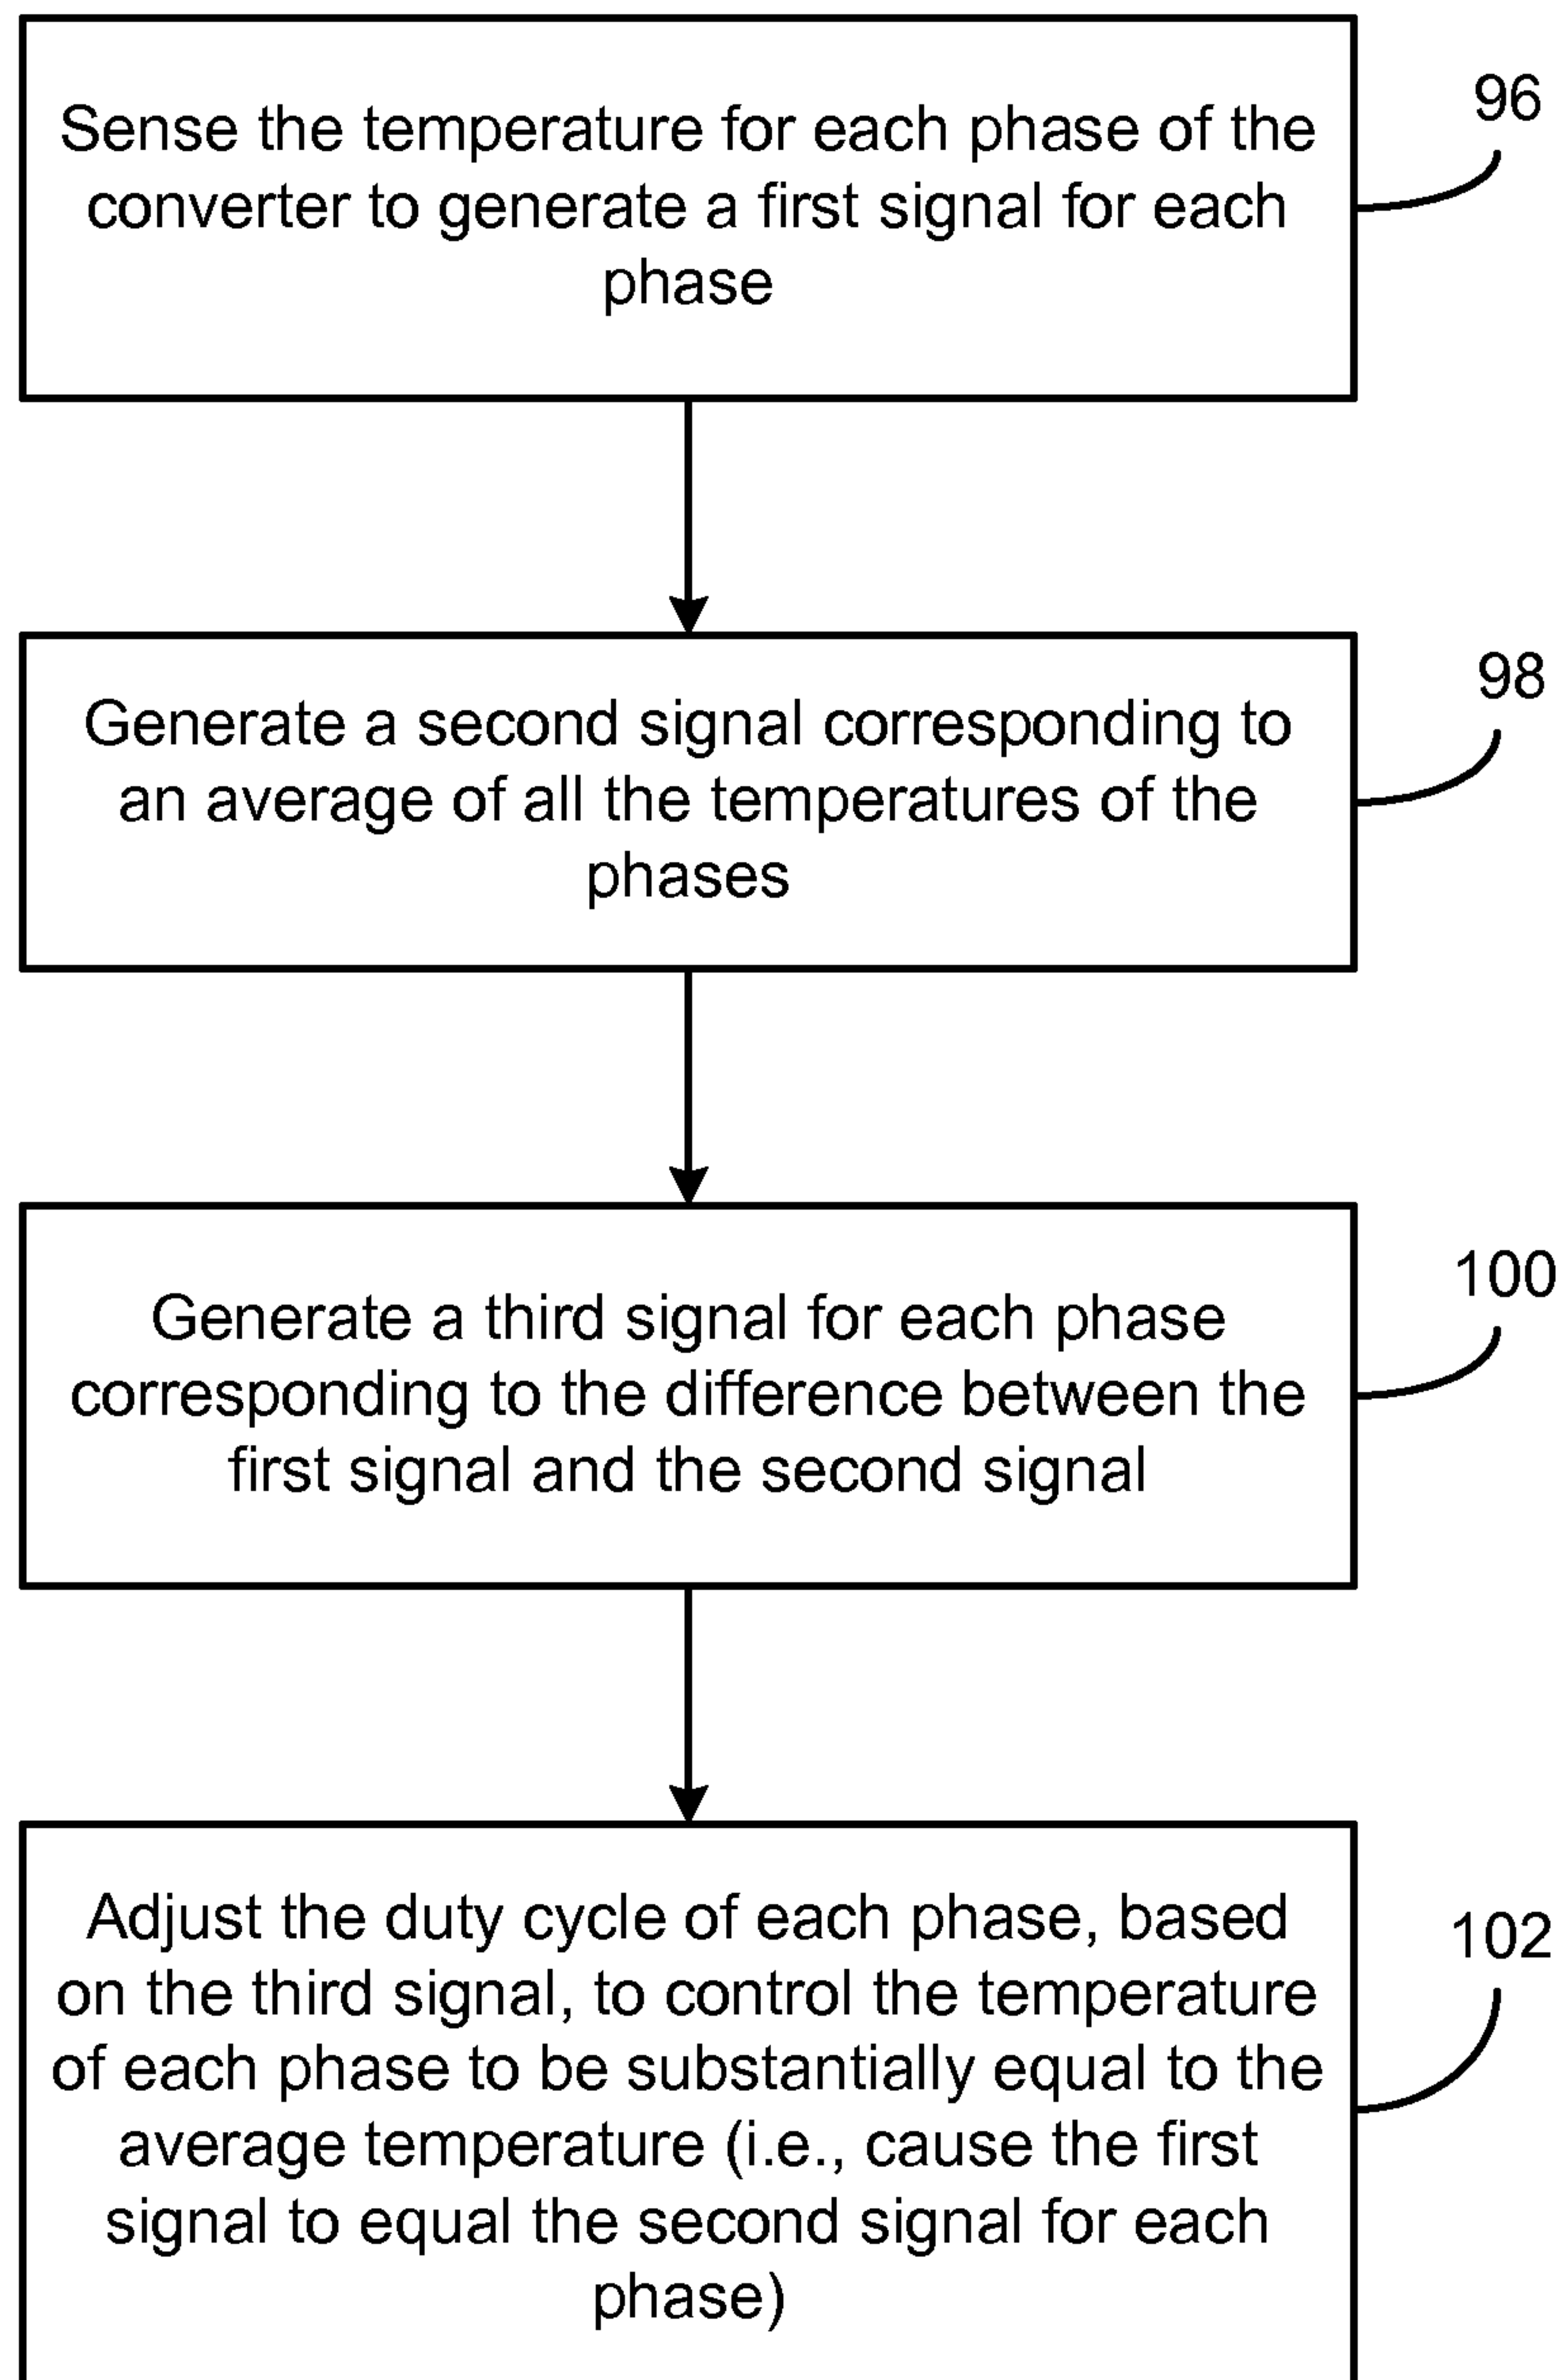 Sense the temperature for each phase of the
converter to generate a first signal for each
phase
96
Generate a second signal corresponding to
an average of all the temperatures of the
phases
98
Generate a third signal for each phase
corresponding to the difference between the
first signal and the second signal
100
Adjust the duty cycle of each phase, based
on the third signal, to control the temperature
of each phase to be substantially equal to the
average temperature (i.e., cause the first
signal to equal the second signal for each
phase)
102